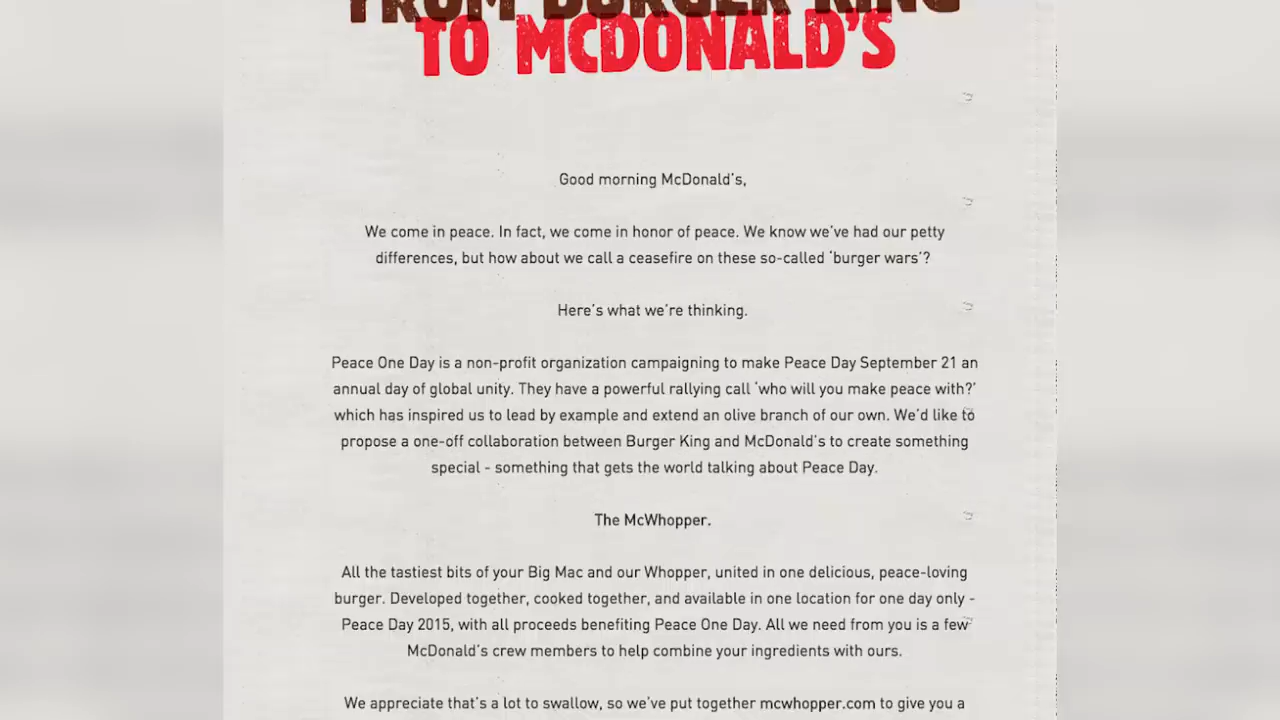 FROM BURGER KING
TO MCDONALD'S
Good morning McDonald's,
We come in peace. In fact, we come in honor of peace. We know we've had our petty
differences, but how about we call a ceasefire on these so-called 'burger wars'?
Here's what we're thinking.
Peace One Day is a non-profit organization campaigning to make Peace Day September 21 an
annual day of global unity. They have a powerful rallying call 'who will you make peace with?'
which has inspired us to lead by example and extend an olive branch of our own. We'd like to
propose a one-off collaboration between Burger King and McDonald's to create something
special - something that gets the world talking about Peace Day.
The McWhopper.
All the tastiest bits of your Big Mac and our Whopper, united in one delicious, peace-loving
burger. Developed together, cooked together, and available in one location for one day only -
Peace Day 2015, with all proceeds benefiting Peace One Day. All we need from you is a few
McDonald's crew members to help combine your ingredients with ours.
We appreciate that's a lot to swallow, so we've put together mcwhopper.com to give you a